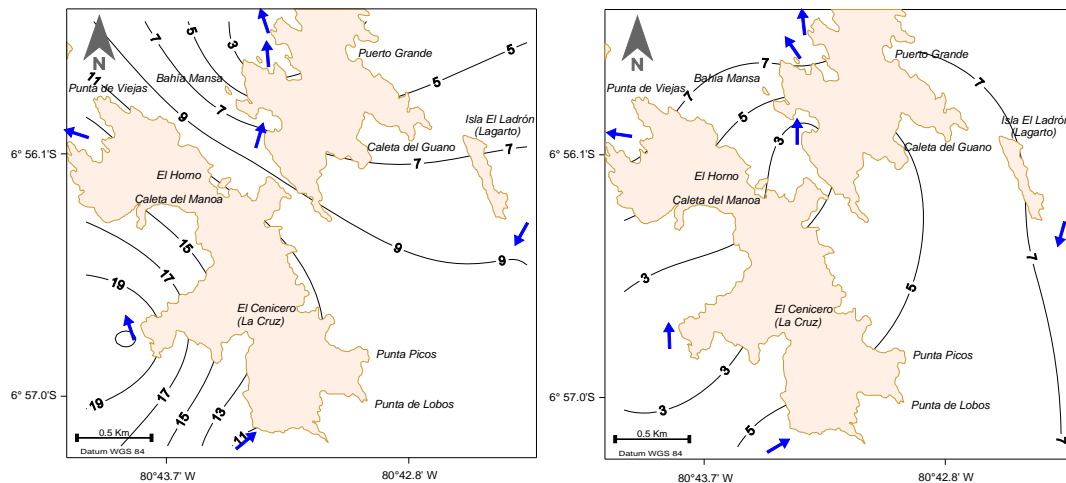 N
11
7
5
3
5
Puerto Grande
Bahía Mansa
5
Punta de Viejas
9
7
Isla El Ladrón
(Lagarto)
6° 56.1'S
Caleta del Guano
7
7
El Horno
Caleta del Manoa
15
9
9
17
19
El Cenicero
(La Cruz)
Punta Picos
17
19
15
13
Punta de Lobos
6° 57.0'S
11
0.5 Km
Datum WGS 84
80°43.7' W
80°42.8' W
N
Puerto Grande
7
7
7
Bahía Mansa
Punta de Viejas
5
Isla El Ladrón
(Lagarto)
3
6° 56.1'S
Caleta del Guano
El Horno
Caleta del Manoa
7
3
5
El Cenicero
(La Cruz)
Punta Picos
3
3
Punta de Lobos
6° 57.0'S
5
7
0.5 Km
Datum WGS 84
80°43.7' W
80°42.8' W